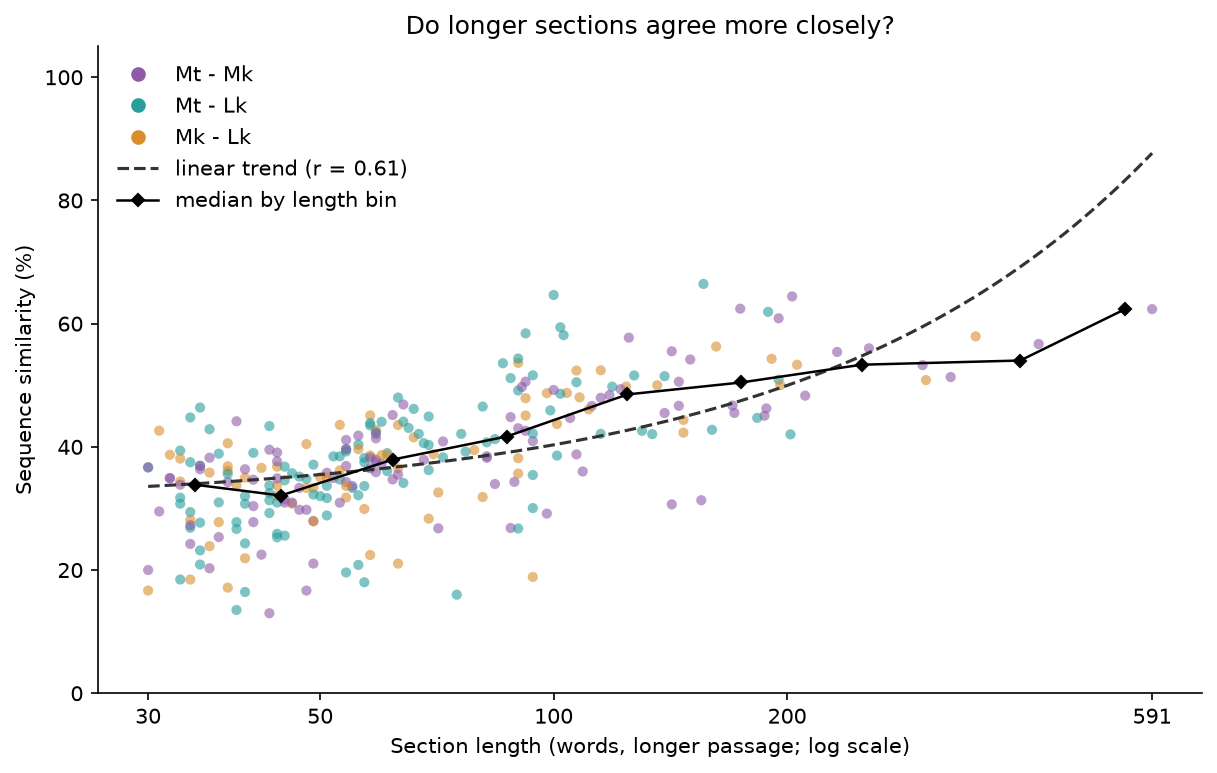 Do longer sections agree more closely?
Mt - Mk
Mt - Lk
Mk - Lk
linear trend (r = 0.61)
median by length bin
Sequence similarity (%)
100
80
60
40
20
0
30 50 100 200 591
Section length (words, longer passage; log scale)